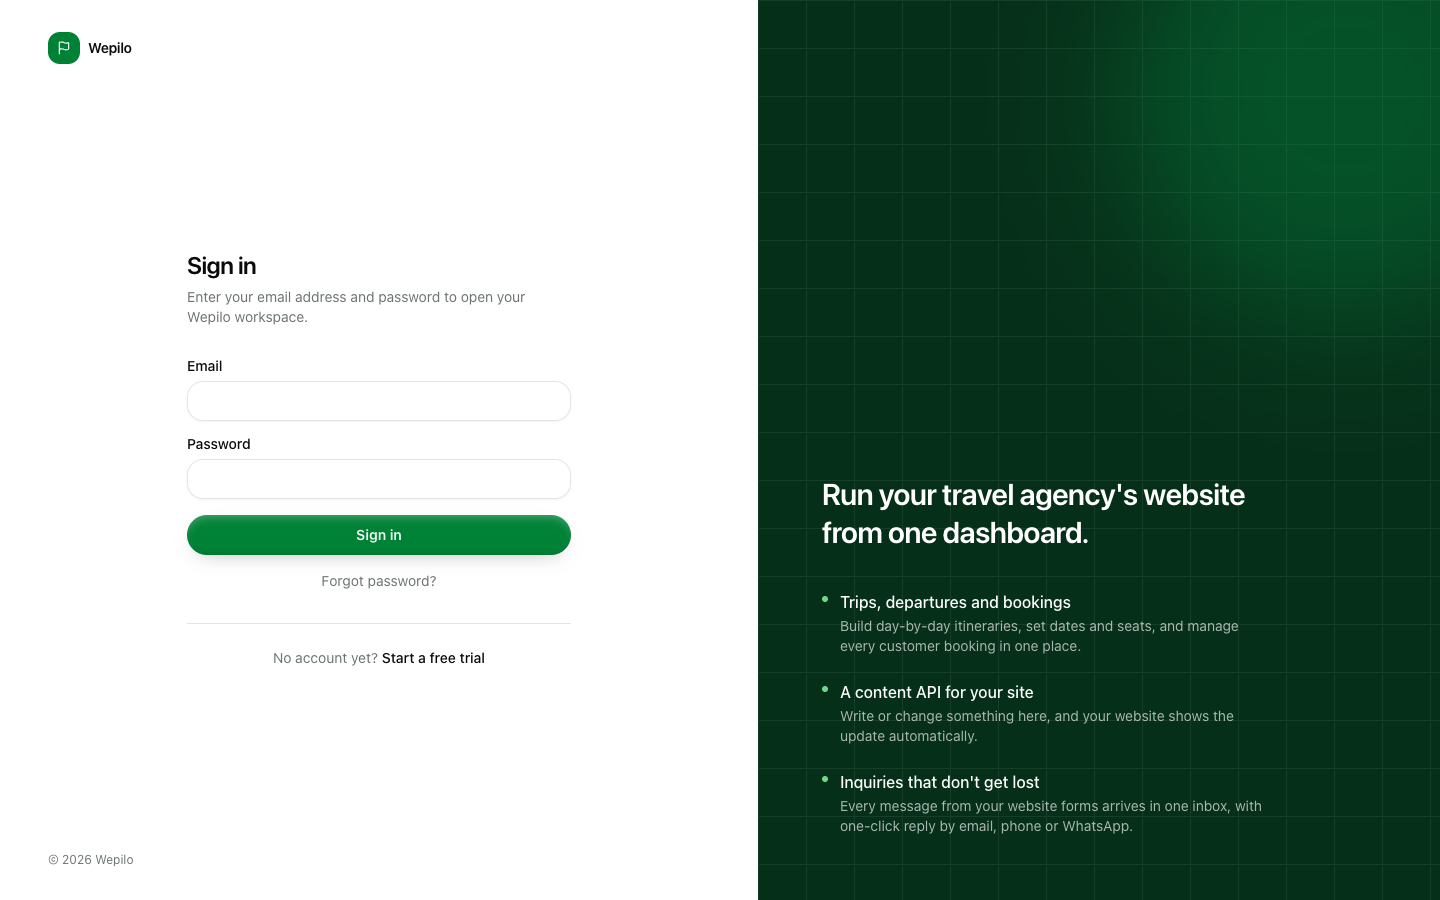 Wepilo
Sign in
Enter your email address and password to open your
Wepilo workspace.
Email
Password
Sign in
Forgot password?
No account yet? Start a free trial
© 2026 Wepilo
Run your travel agency's website
from one dashboard.
Trips, departures and bookings
Build day-by-day itineraries, set dates and seats, and manage
every customer booking in one place.
A content API for your site
Write or change something here, and your website shows the
update automatically.
Inquiries that don't get lost
Every message from your website forms arrives in one inbox, with
one-click reply by email, phone or WhatsApp.